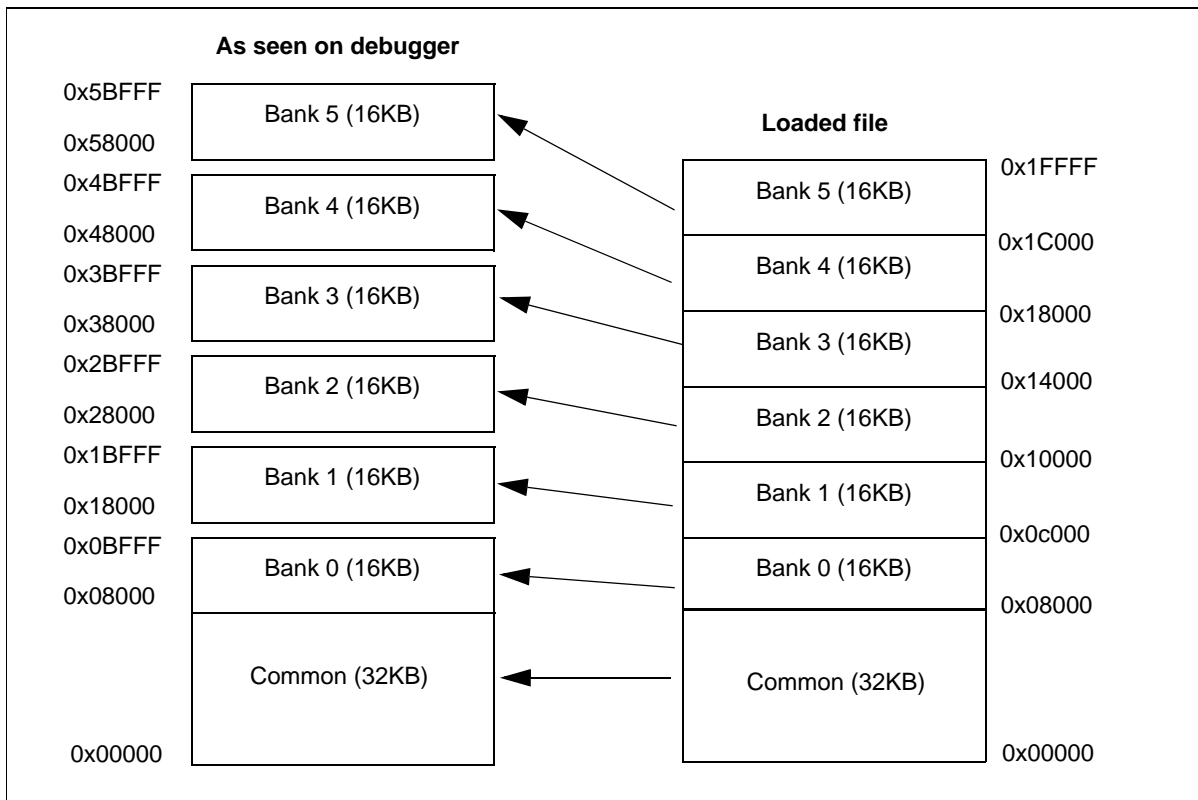 As seen on debugger
0x5BFFF
Bank 5 (16KB)
0x58000
0x4BFFF
Bank 4 (16KB)
0x48000
0x3BFFF
Bank 3 (16KB)
0x38000
0x2BFFF
Bank 2 (16KB)
0x28000
0x1BFFF
Bank 1 (16KB)
0x18000
0x0BFFF
Bank 0 (16KB)
0x08000
Common (32KB)
0x00000
Loaded file
0x1FFFF
Bank 5 (16KB)
0x1C000
Bank 4 (16KB)
0x18000
Bank 3 (16KB)
0x14000
Bank 2 (16KB)
0x10000
Bank 1 (16KB)
0x0c000
Bank 0 (16KB)
0x08000
Common (32KB)
0x00000